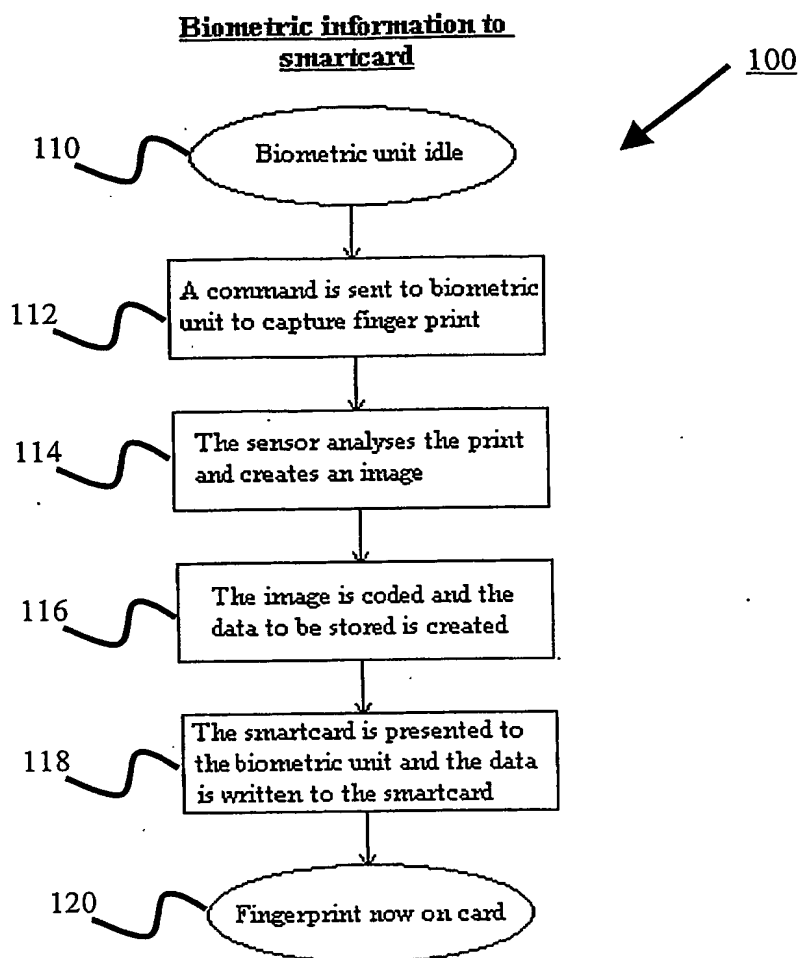 Biometric information to
smartcard
100
110
Biometric unit idle
112
A command is sent to biometric
unit to capture finger print
114
The sensor analyses the print
and creates an image
116
The image is coded and the
data to be stored is created
118
The smartcard is presented to
the biometric unit and the data
is written to the smartcard
120
Fingerprint now on card